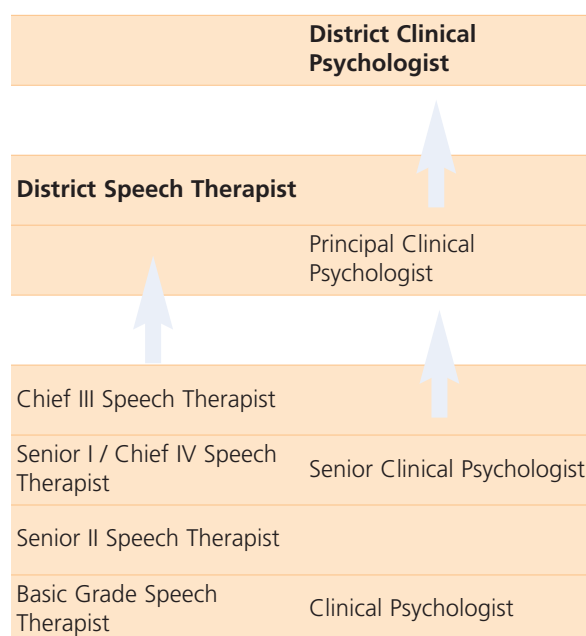 District Clinical
Psychologist
District Speech Therapist
Principal Clinical
Psychologist
Chief III Speech Therapist
Senior I / Chief IV Speech
Therapist
Senior Clinical Psychologist
Senior II Speech Therapist
Basic Grade Speech
Therapist
Clinical Psychologist